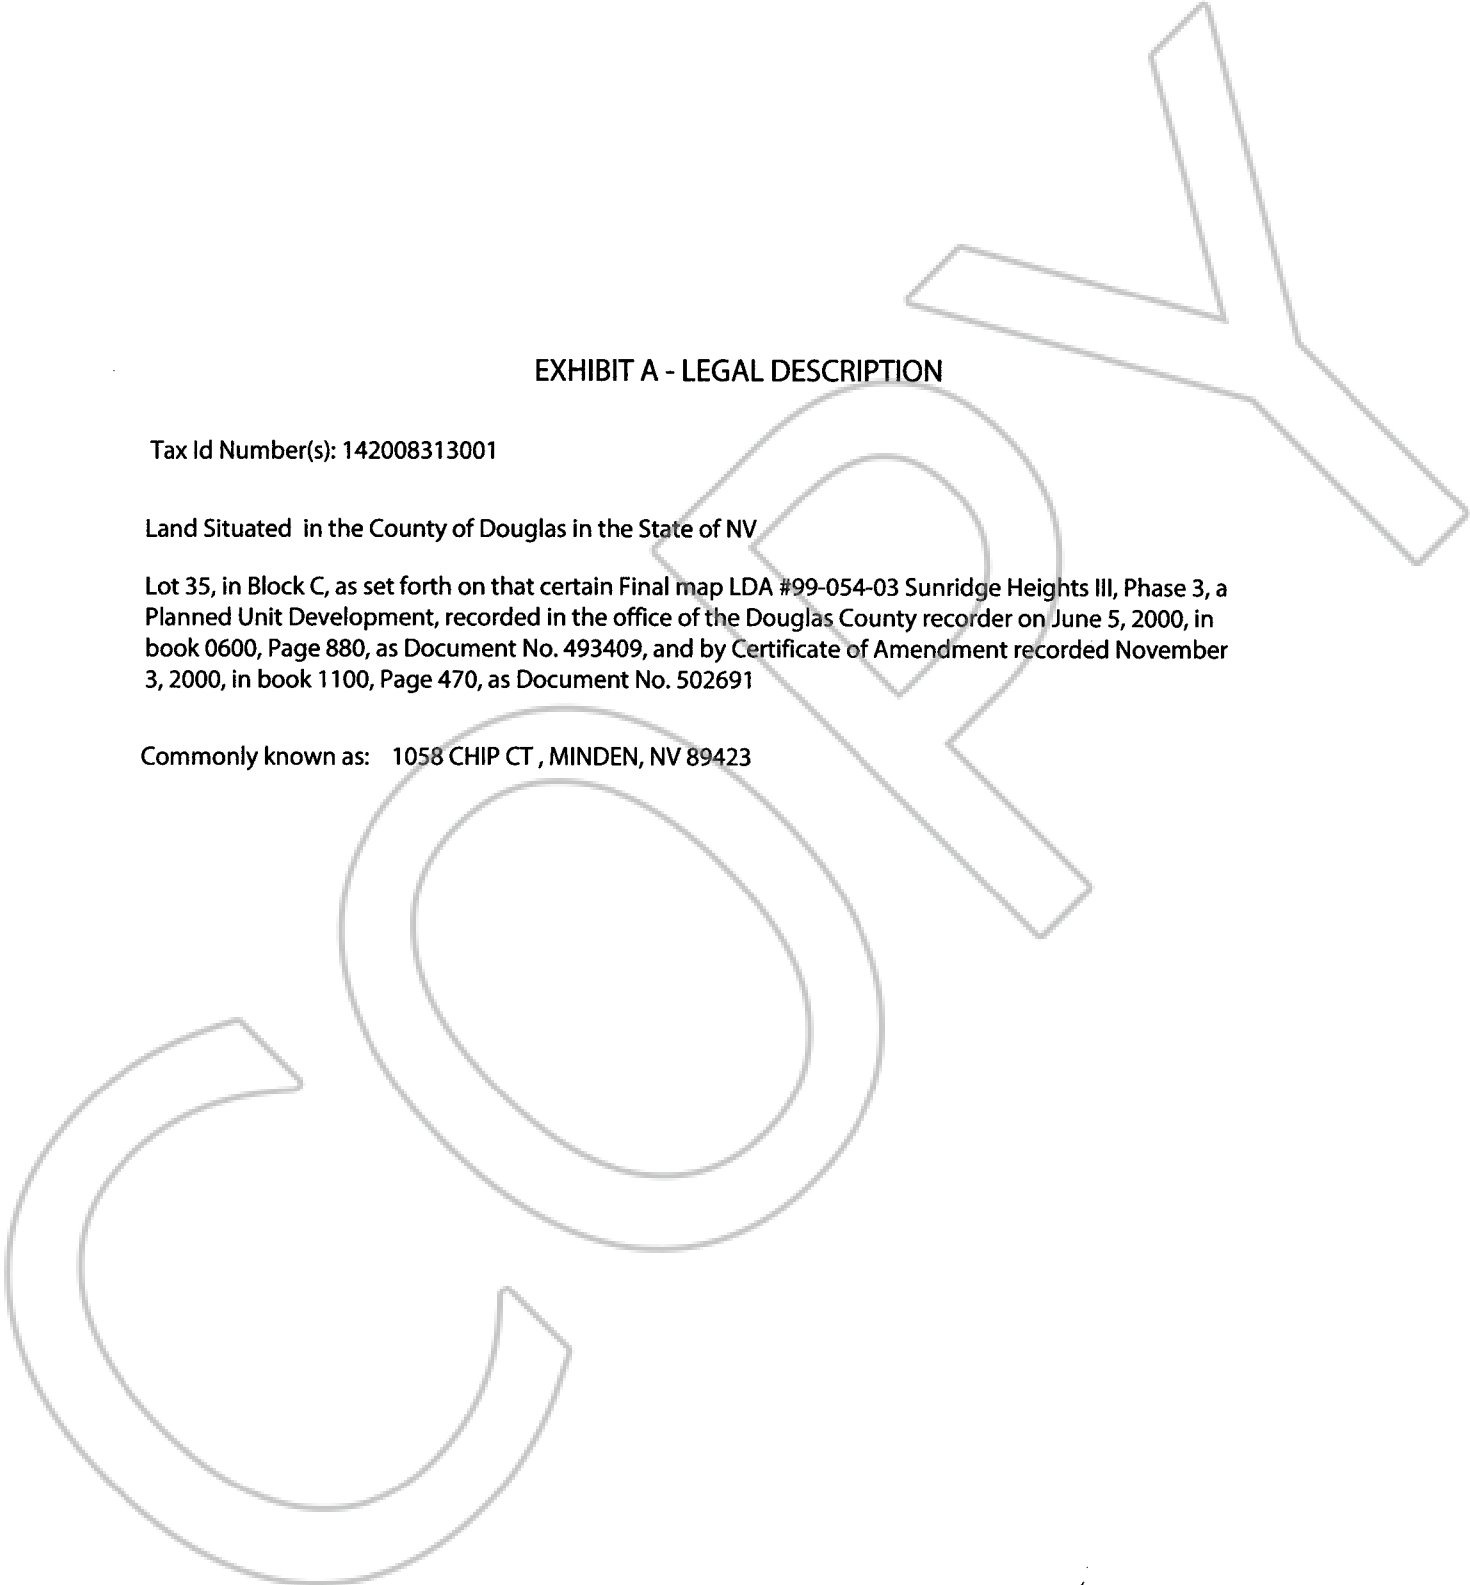 EXHIBIT A - LEGAL DESCRIPTION
Tax Id Number(s): 142008313001
Land Situated in the County of Douglas in the State of NV
Lot 35, in Block C, as set forth on that certain Final map LDA #99-054-03 Sunridge Heights III, Phase 3, a
Planned Unit Development, recorded in the office of the Douglas County recorder on June 5, 2000, in
book 0600, Page 880, as Document No. 493409, and by Certificate of Amendment recorded November
3, 2000, in book 1100, Page 470, as Document No. 502691
Commonly known as: 1058 CHIP CT , MINDEN, NV 89423
COPY